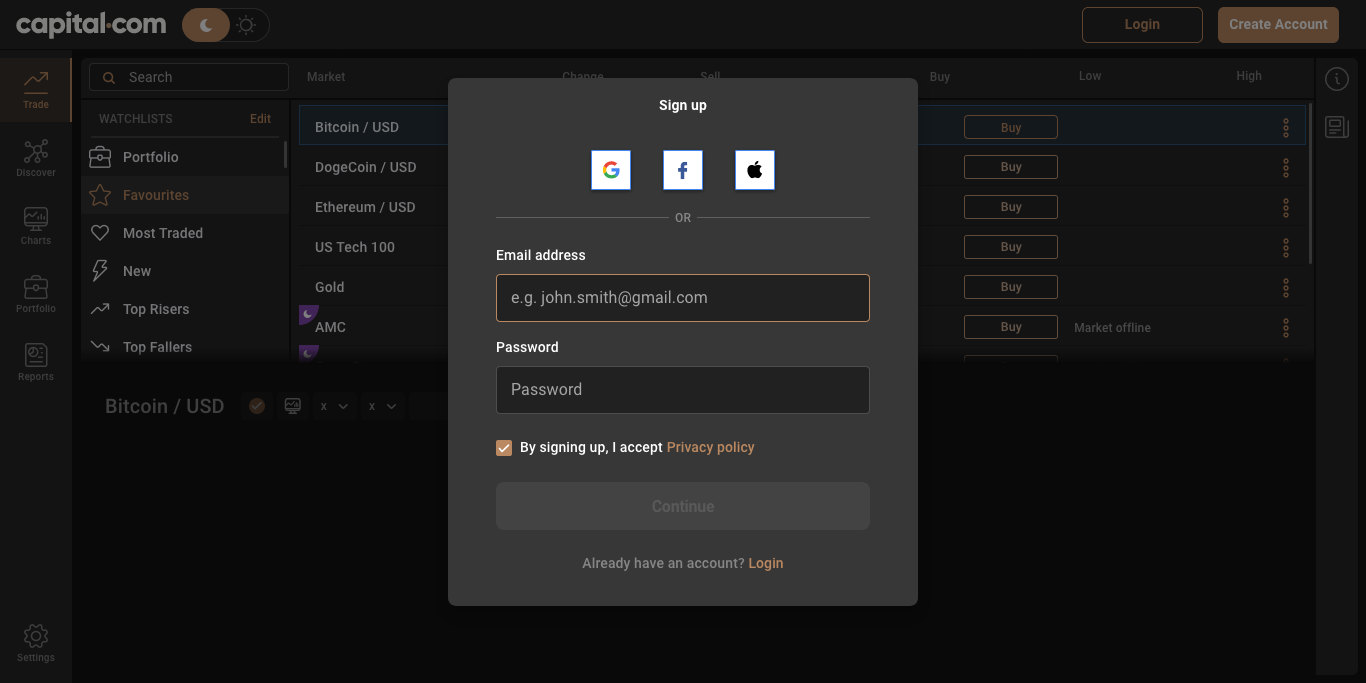 capital.com
Login
Create Account
Trade
Discover
Charts
Portfolio
Reports
Settings
Search
WATCHLISTS Edit
Portfolio
Favourites
Most Traded
New
Top Risers
Top Fallers
Market Change Sell Buy Low High
Bitcoin / USD Buy
DogeCoin / USD Buy
Ethereum / USD Buy
US Tech 100 Buy
Gold Buy
AMC Buy Market offline
Bitcoin / USD x x
Sign up
OR
Email address
e.g. john.smith@gmail.com
Password
Password
By signing up, I accept Privacy policy
Continue
Already have an account? Login